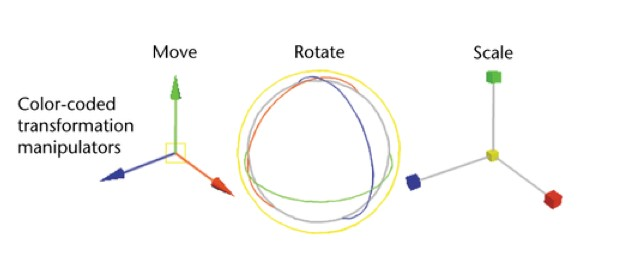 Move
Rotate
Scale
Color-coded
transformation
manipulators